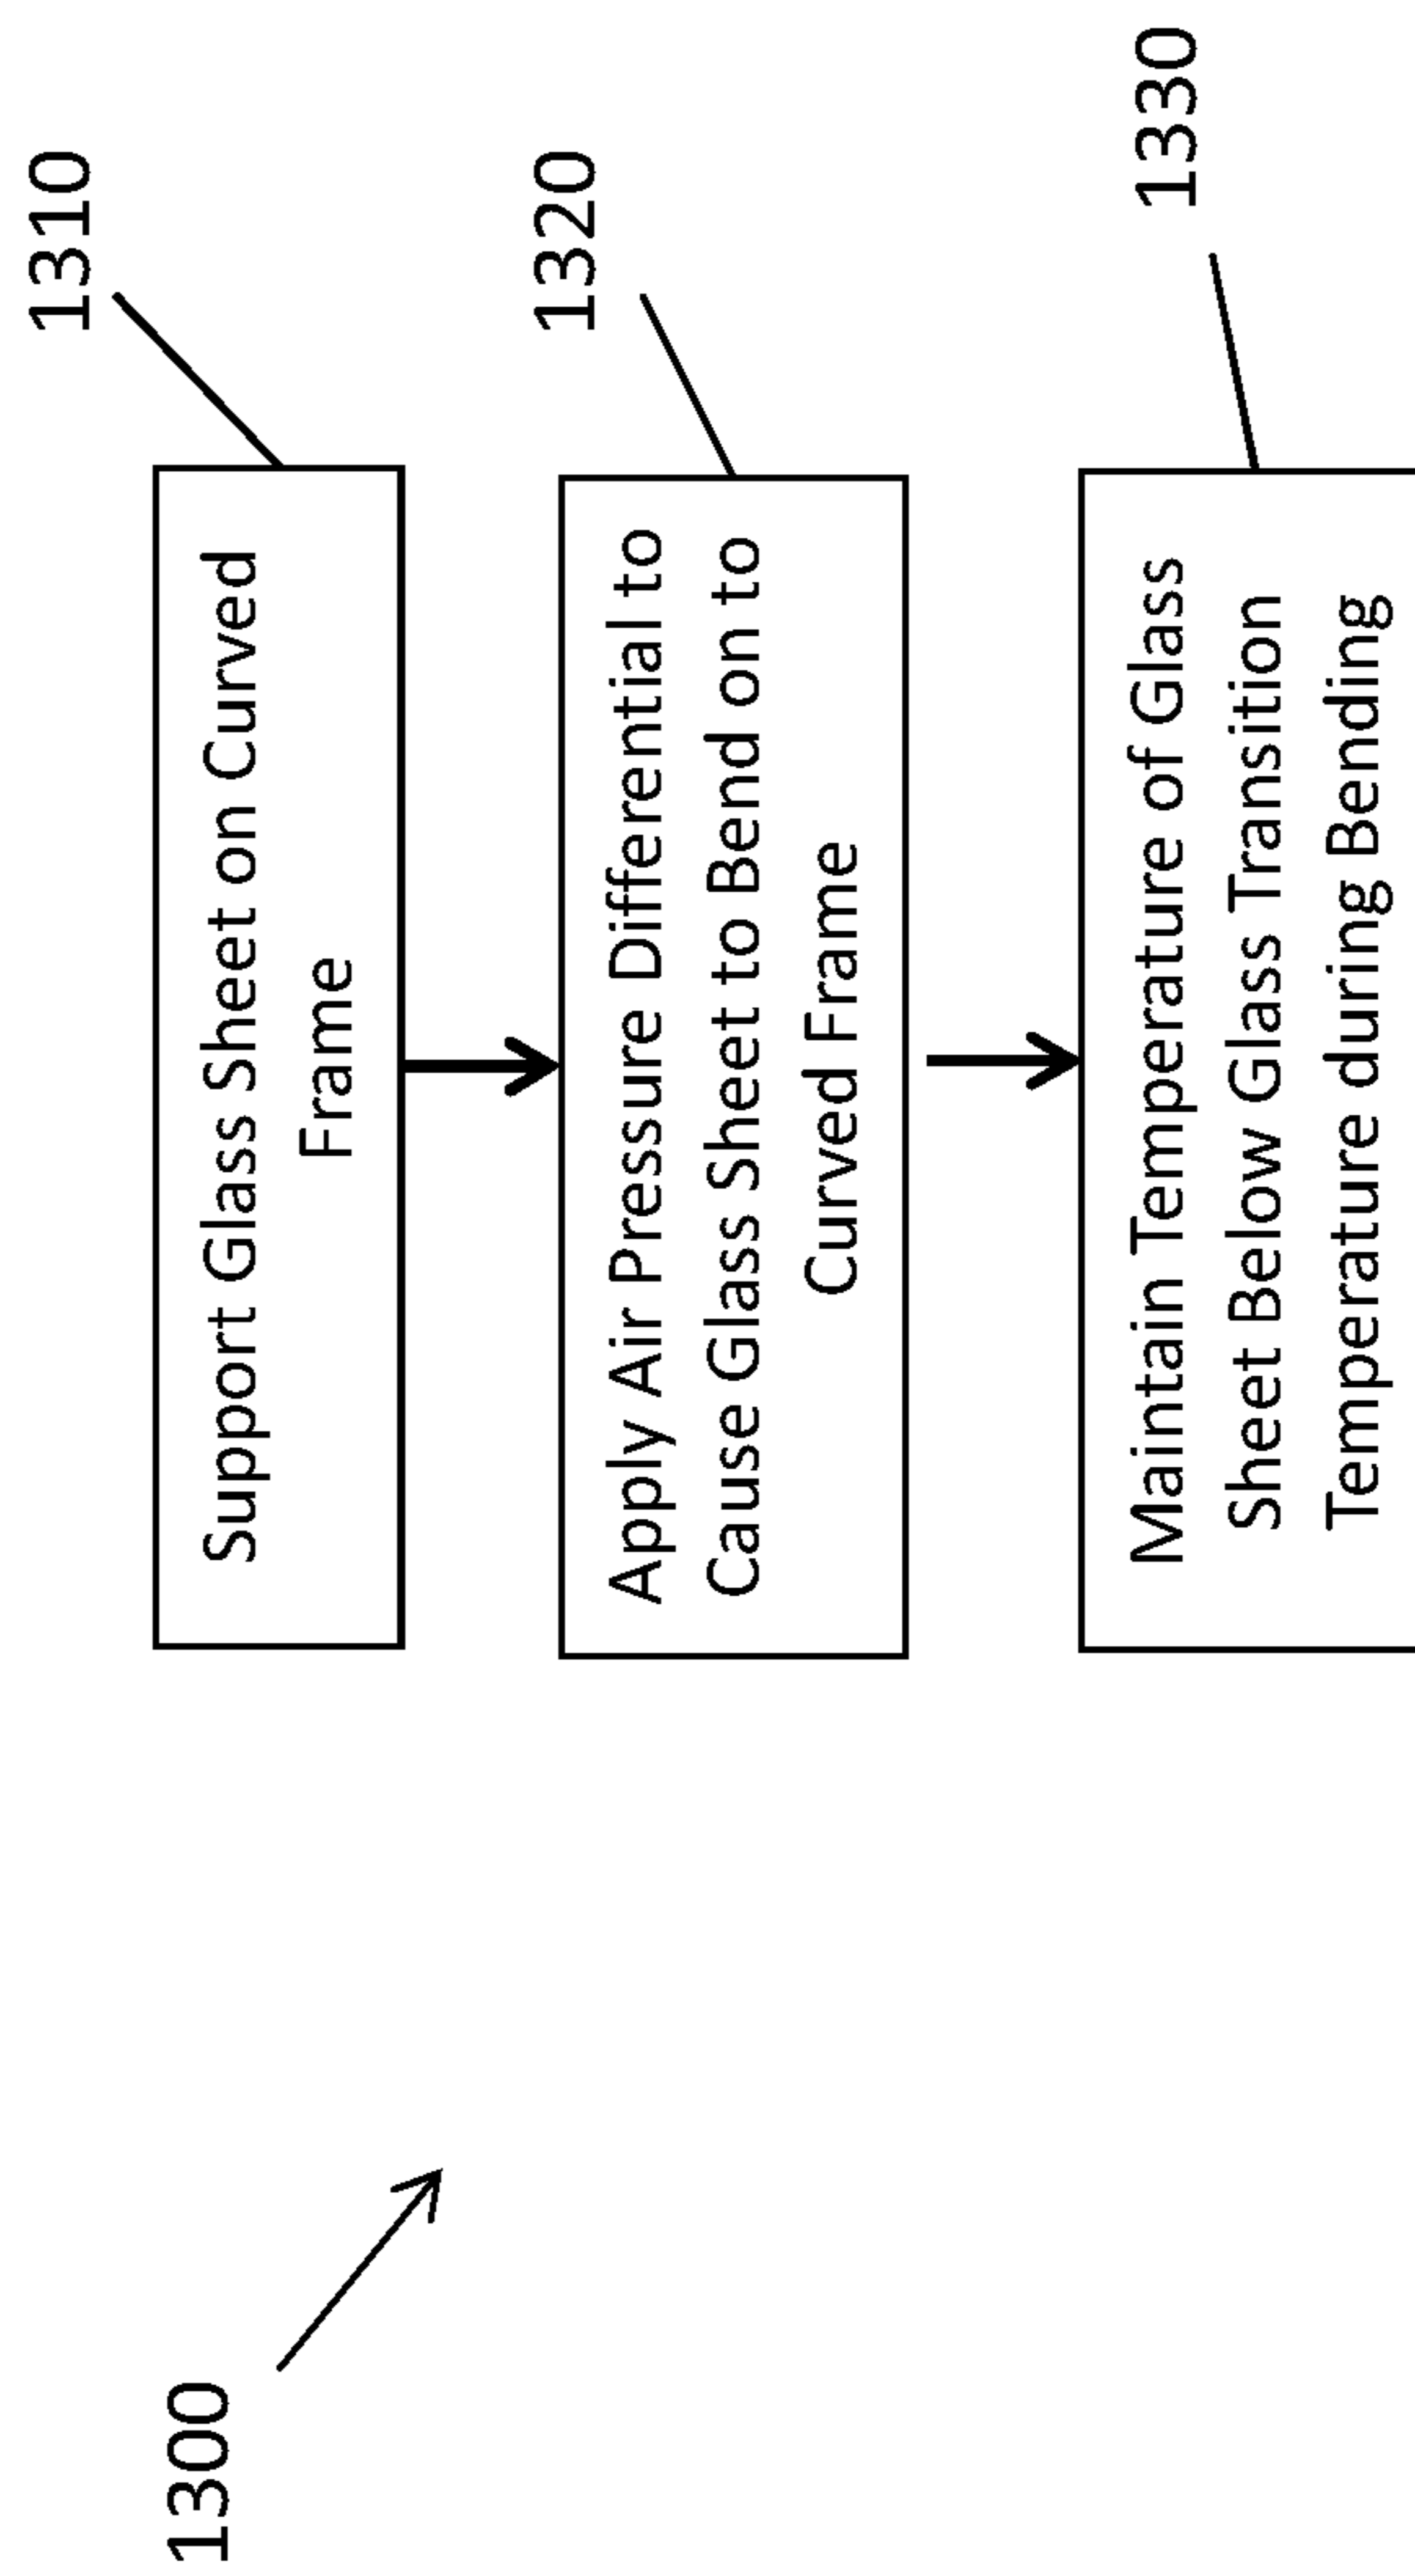 1300
1310
Support Glass Sheet on Curved
Frame
1320
Apply Air Pressure Differential to
Cause Glass Sheet to Bend on to
Curved Frame
1330
Maintain Temperature of Glass
Sheet Below Glass Transition
Temperature during Bending